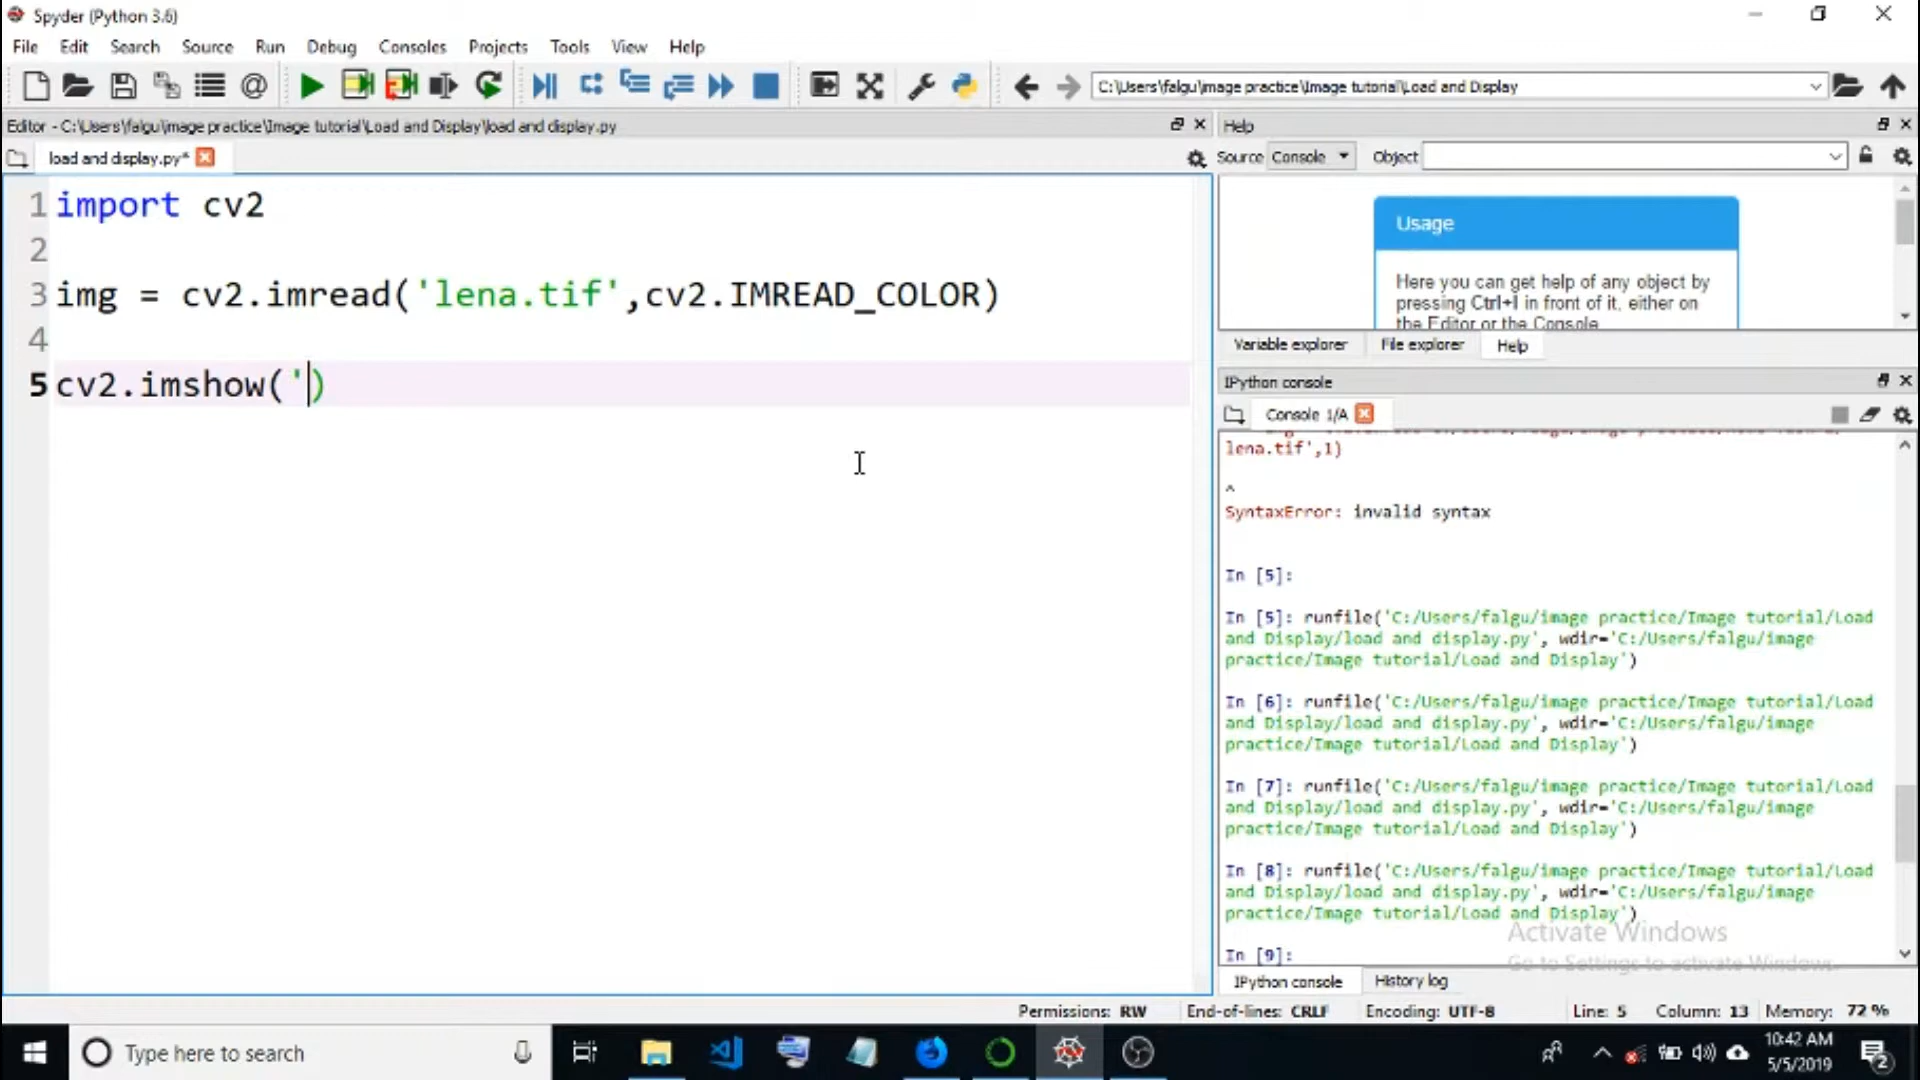 Spyder (Python 3.6)
File Edit Search Source Run Debug Consoles Projects Tools View Help
C:\Users\falgu\image practice\Image tutorial\Load and Display
Editor - C:\Users\falgu\image practice\Image tutorial\Load and Display\load and display.py
Help
load and display.py*
Source Console Object
1 import cv2
2
3 img = cv2.imread('lena.tif',cv2.IMREAD_COLOR)
4
5 cv2.imshow(')
Usage
Here you can get help of any object by
pressing Ctrl+I in front of it, either on
the Editor or the Console
Variable explorer File explorer Help
IPython console
Console 1/A
lena.tif',1)
^
SyntaxError: invalid syntax
In [5]:
In [5]: runfile('C:/Users/falgu/image practice/Image tutorial/Load
and Display/load and display.py', wdir='C:/Users/falgu/image
practice/Image tutorial/Load and Display')
In [6]: runfile('C:/Users/falgu/image practice/Image tutorial/Load
and Display/load and display.py', wdir='C:/Users/falgu/image
practice/Image tutorial/Load and Display')
In [7]: runfile('C:/Users/falgu/image practice/Image tutorial/Load
and Display/load and display.py', wdir='C:/Users/falgu/image
practice/Image tutorial/Load and Display')
In [8]: runfile('C:/Users/falgu/image practice/Image tutorial/Load
and Display/load and display.py', wdir='C:/Users/falgu/image
practice/Image tutorial/Load and Display')
Activate Windows
Go to Settings to activate Windows.
In [9]:
IPython console History log
Permissions: RW End-of-lines: CRLF Encoding: UTF-8 Line: 5 Column: 13 Memory: 72 %
Type here to search
10:42 AM
5/5/2019
2